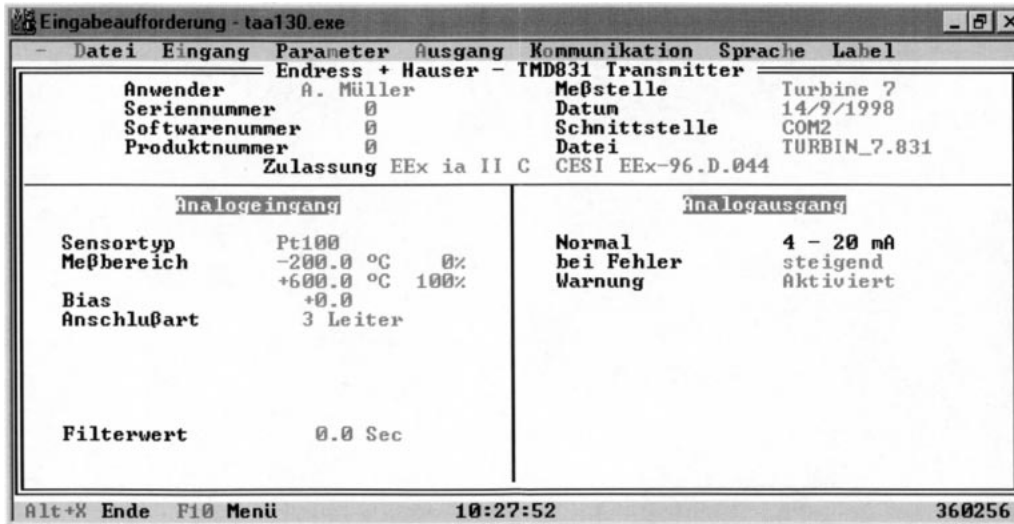 Eingabeaufforderung - taa130.exe
- Datei Eingang Parameter Ausgang Kommunikation Sprache Label
Endress + Hauser - TMD831 Transmitter
Anwender A. Müller Meßstelle Turbine 7
Seriennummer 0 Datum 14/9/1998
Softwarenummer 0 Schnittstelle COM2
Produktnummer 0 Datei TURBIN_7.831
Zulassung EEx ia II C CESI EEx-96.D.044
Analogeingang Analogausgang
Sensortyp Pt100 Normal 4 - 20 mA
Meßbereich -200.0 ºC 0% bei Fehler steigend
+600.0 ºC 100% Warnung Aktiviert
Bias +0.0
Anschlußart 3 Leiter
Filterwert 0.0 Sec
Alt+X Ende F10 Menü 10:27:52 360256